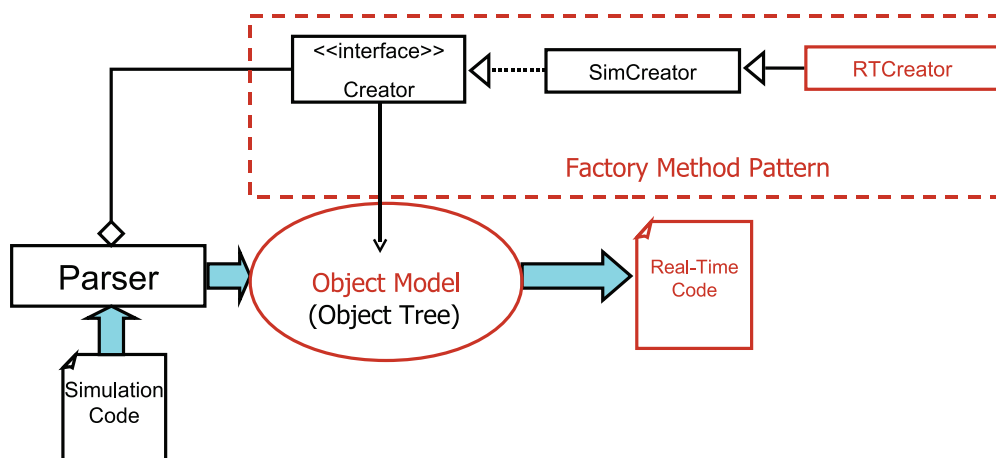 <<interface>>
Creator
SimCreator
RTCreator
Factory Method Pattern
Parser
Object Model
(Object Tree)
Real-Time
Code
Simulation
Code